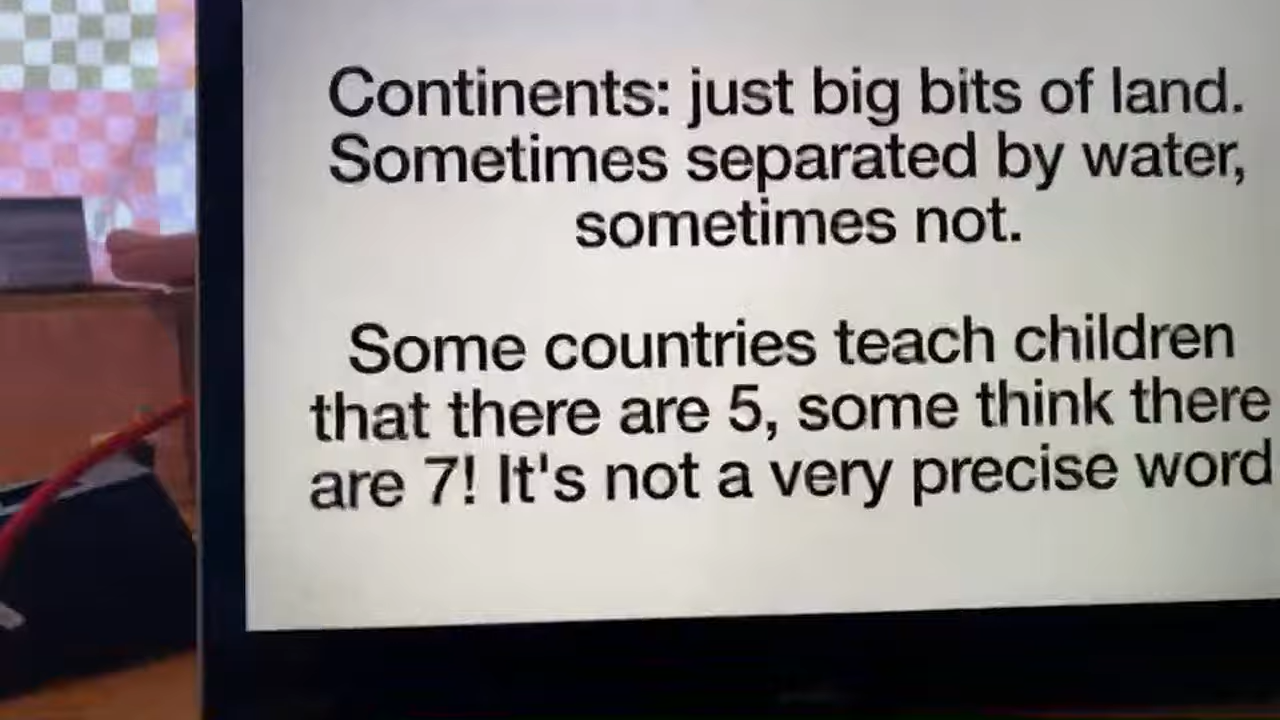 Continents: just big bits of land.
Sometimes separated by water,
sometimes not.
Some countries teach children
that there are 5, some think there
are 7! It's not a very precise word